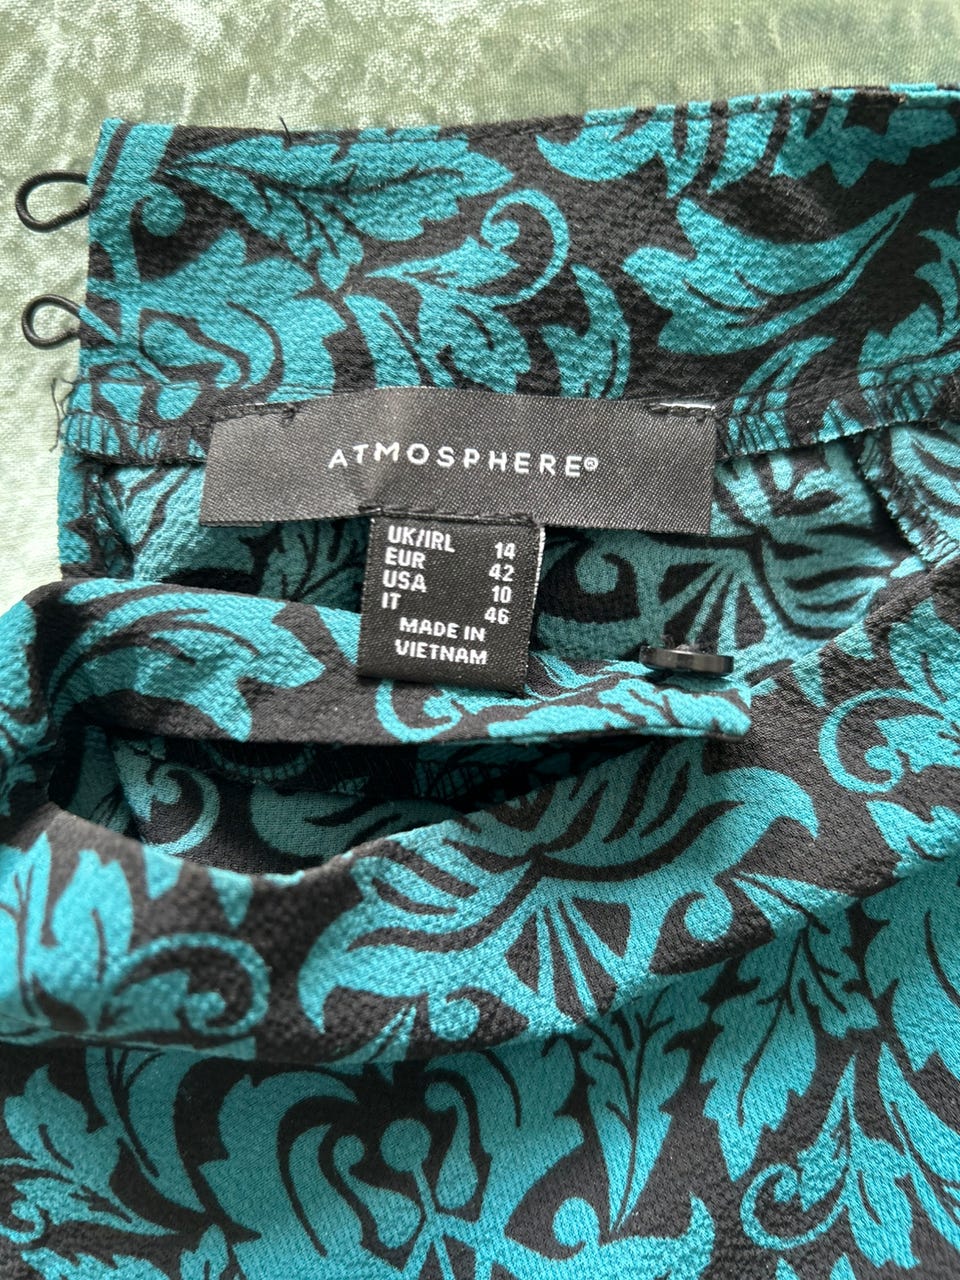 ATMOSPHERE®
UK/IRL 14
EUR 42
USA 10
IT 46
MADE IN
VIETNAM